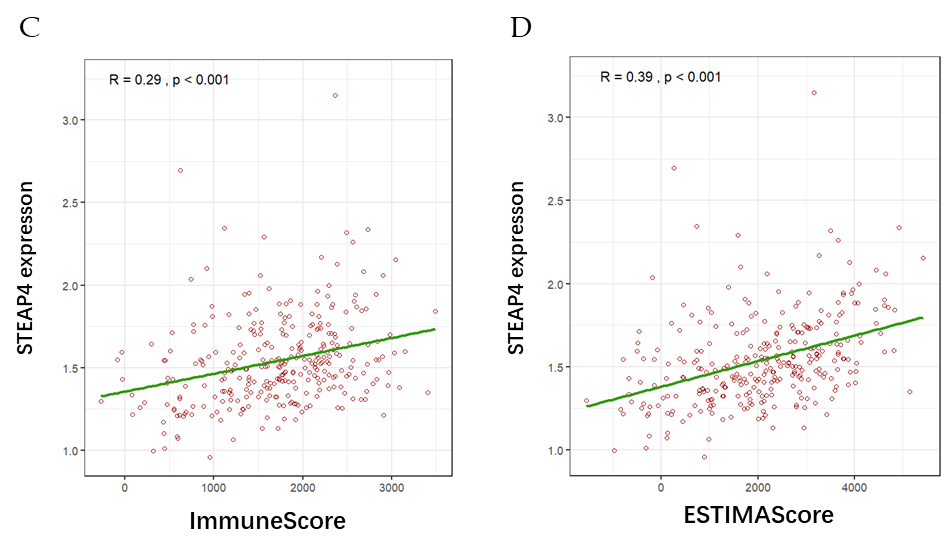 C
R = 0.29 , p < 0.001
STEAP4 expresson
3.0
2.5
2.0
1.5
1.0
0
1000
2000
3000
ImmuneScore
D
R = 0.39 , p < 0.001
STEAP4 expresson
3.0
2.5
2.0
1.5
1.0
0
2000
4000
ESTIMAScore